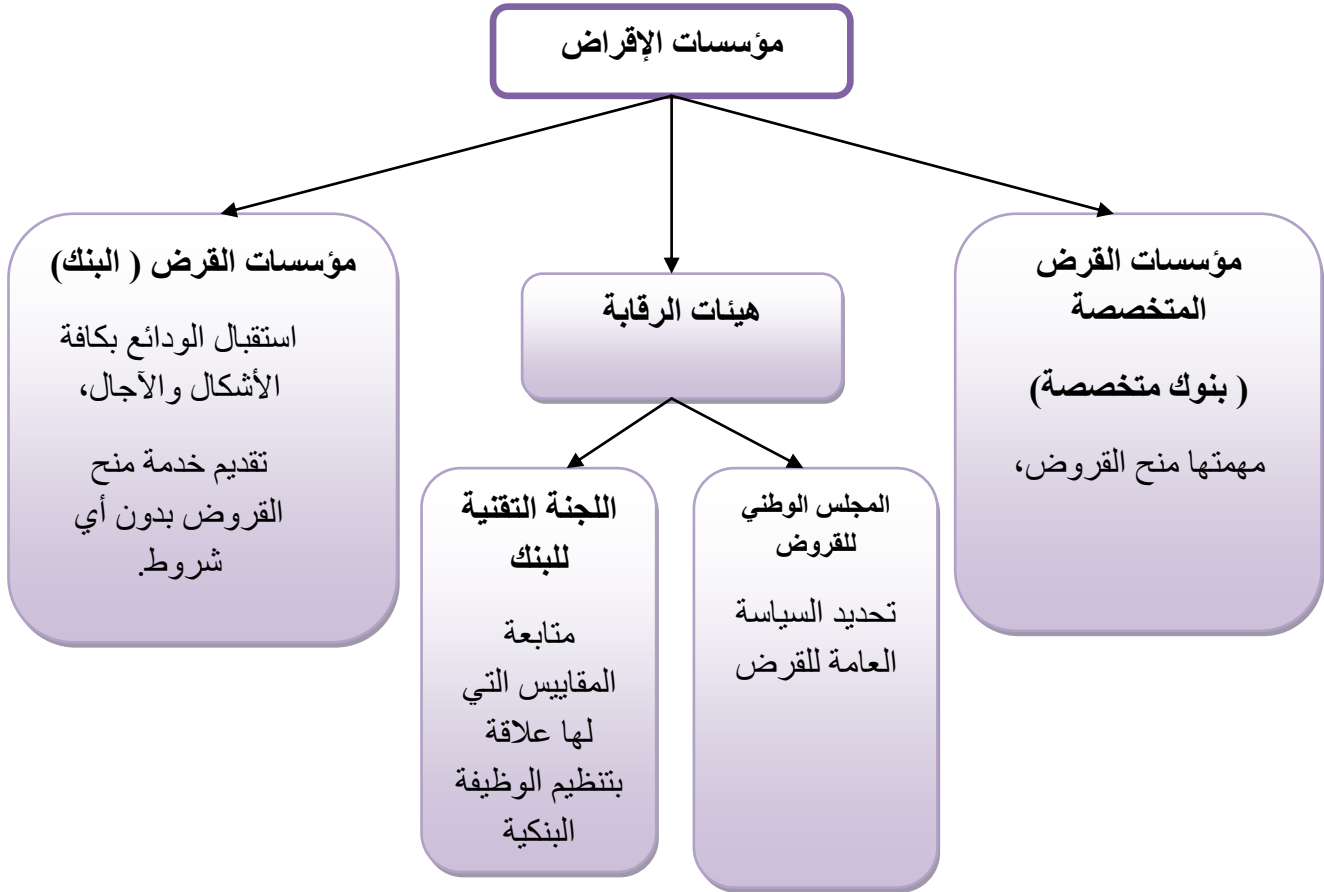 مؤسسات الإقراض
مؤسسات القرض
المتخصصة
( بنوك متخصصة)
مهمتها منح القروض،
هيئات الرقابة
مؤسسات القرض ( البنك)
استقبال الودائع بكافة
الأشكال والآجال،
تقديم خدمة منح
القروض بدون أي
شروط.
المجلس الوطني
للقروض
تحديد السياسة
العامة للقرض
اللجنة التقنية
للبنك
متابعة
المقاييس التي
لها علاقة
بتنظيم الوظيفة
البنكية